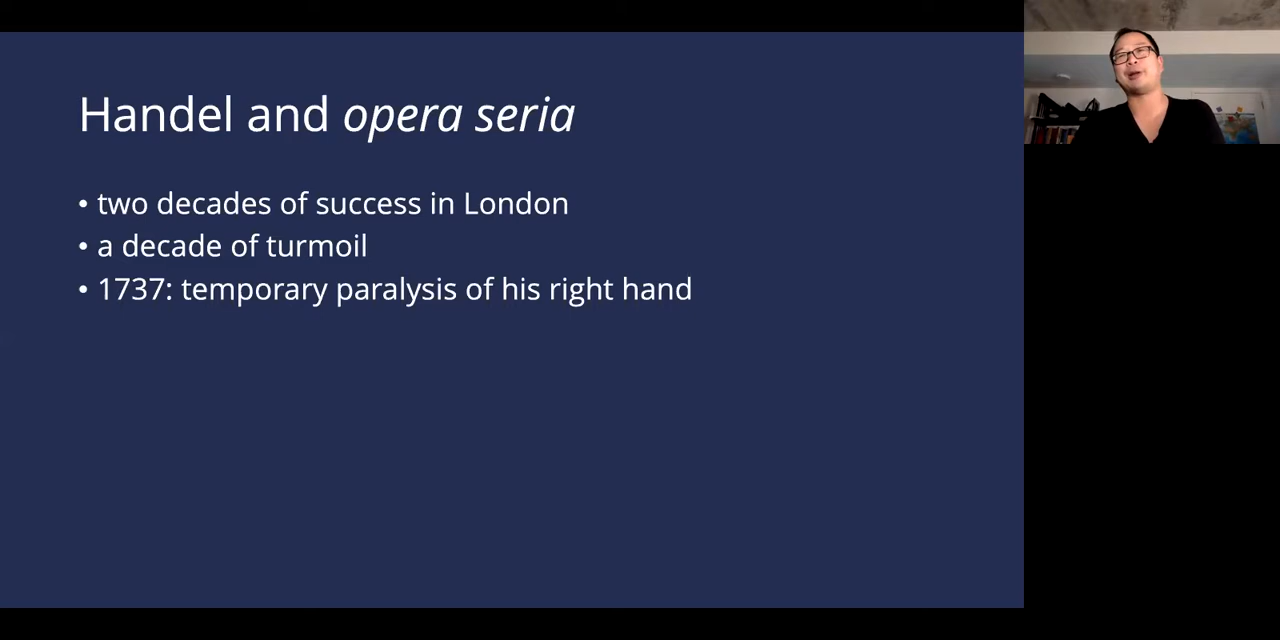 Handel and opera seria
• two decades of success in London
• a decade of turmoil
• 1737: temporary paralysis of his right hand